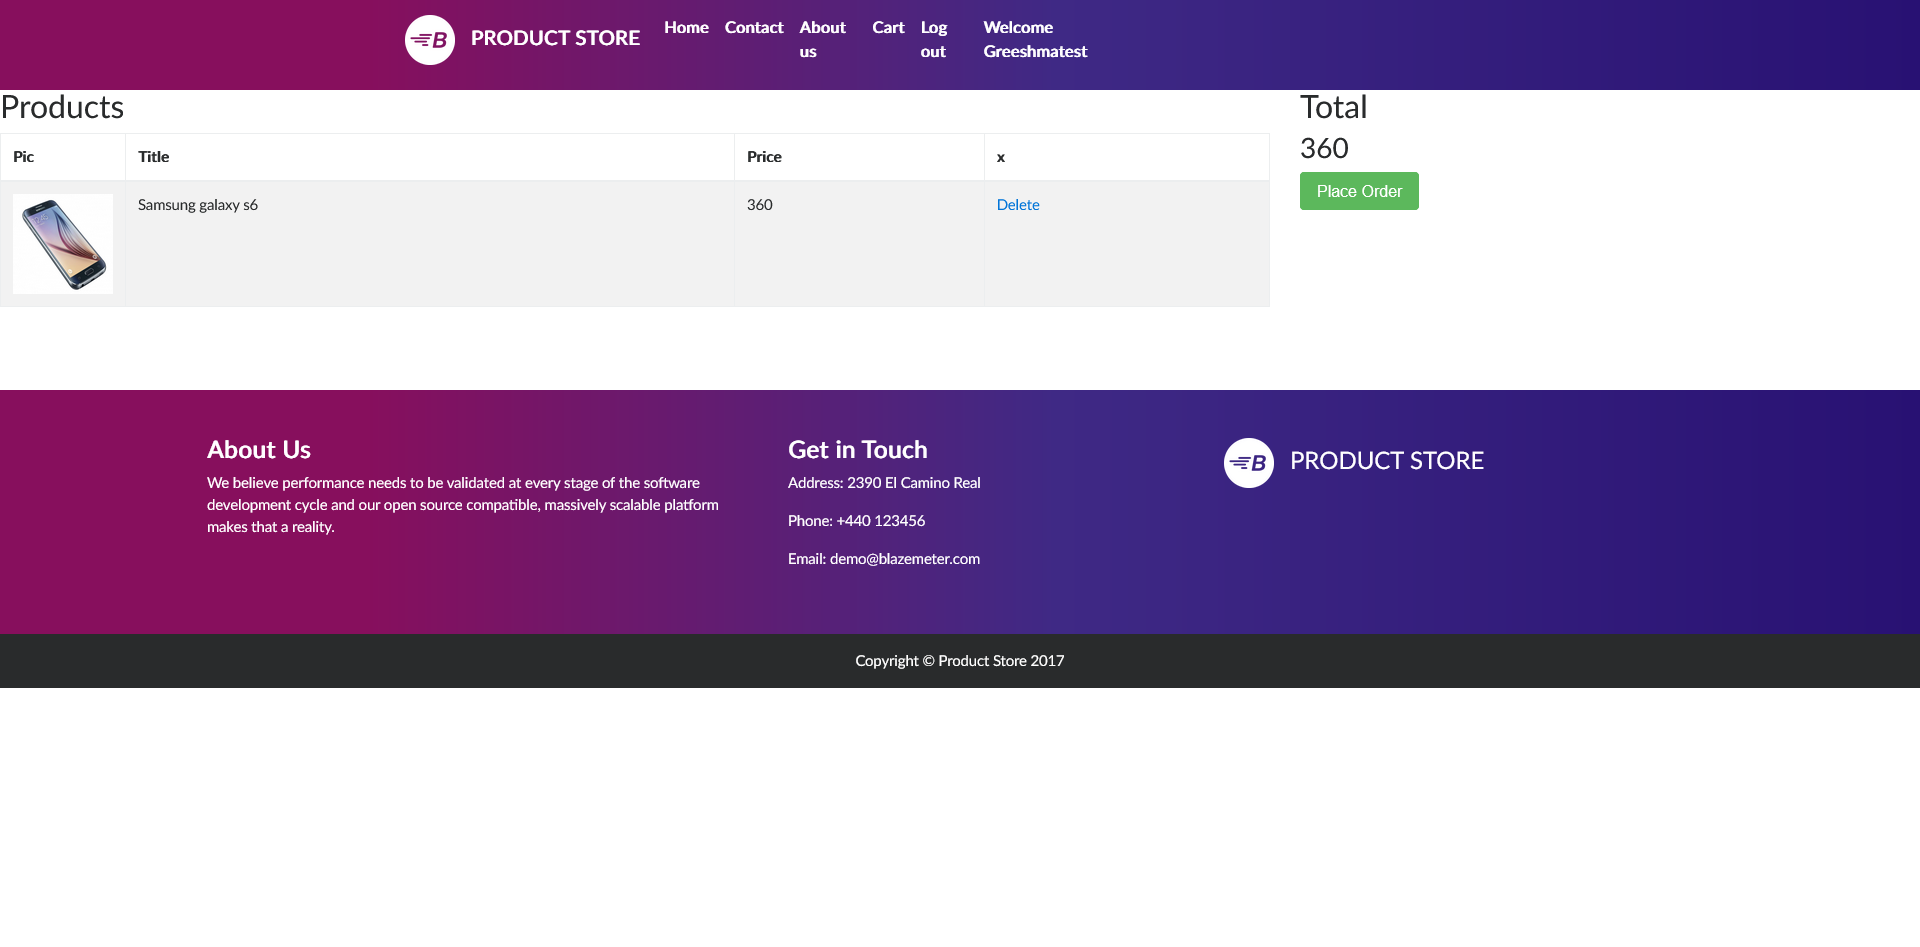 B PRODUCT STORE Home Contact About us Cart Log out Welcome Greeshmatest
Products
Pic Title Price x
Samsung galaxy s6 360 Delete
Total
360
Place Order
About Us
We believe performance needs to be validated at every stage of the software
development cycle and our open source compatible, massively scalable platform
makes that a reality.
Get in Touch
Address: 2390 El Camino Real
Phone: +440 123456
Email: demo@blazemeter.com
B PRODUCT STORE
Copyright © Product Store 2017